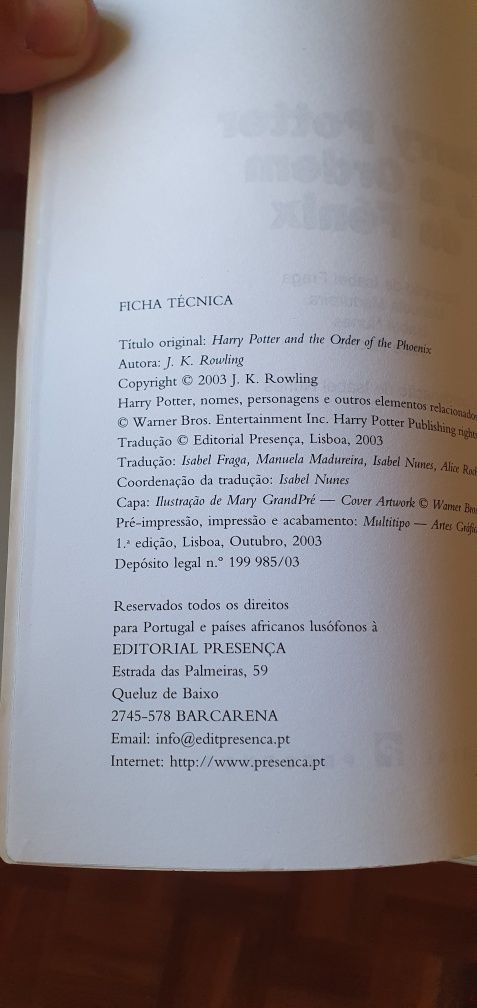 FICHA TÉCNICA
Título original: Harry Potter and the Order of the Phoenix
Autora: J. K. Rowling
Copyright © 2003 J. K. Rowling
Harry Potter, nomes, personagens e outros elementos relacionados
© Warner Bros. Entertainment Inc. Harry Potter Publishing rights
Tradução © Editorial Presença, Lisboa, 2003
Tradução: Isabel Fraga, Manuela Madureira, Isabel Nunes, Alice
Coordenação da tradução: Isabel Nunes
Capa: Ilustração de Mary GrandPré — Cover Artwork © Warner
Pré-impressão, impressão e acabamento: Multitipo — Artes
1.ª edição, Lisboa, Outubro, 2003
Depósito legal n.º 199 985/03
Reservados todos os direitos
para Portugal e países africanos lusófonos à
EDITORIAL PRESENÇA
Estrada das Palmeiras, 59
Queluz de Baixo
2745-578 BARCARENA
Email: info@editpresenca.pt
Internet: http://www.presenca.pt